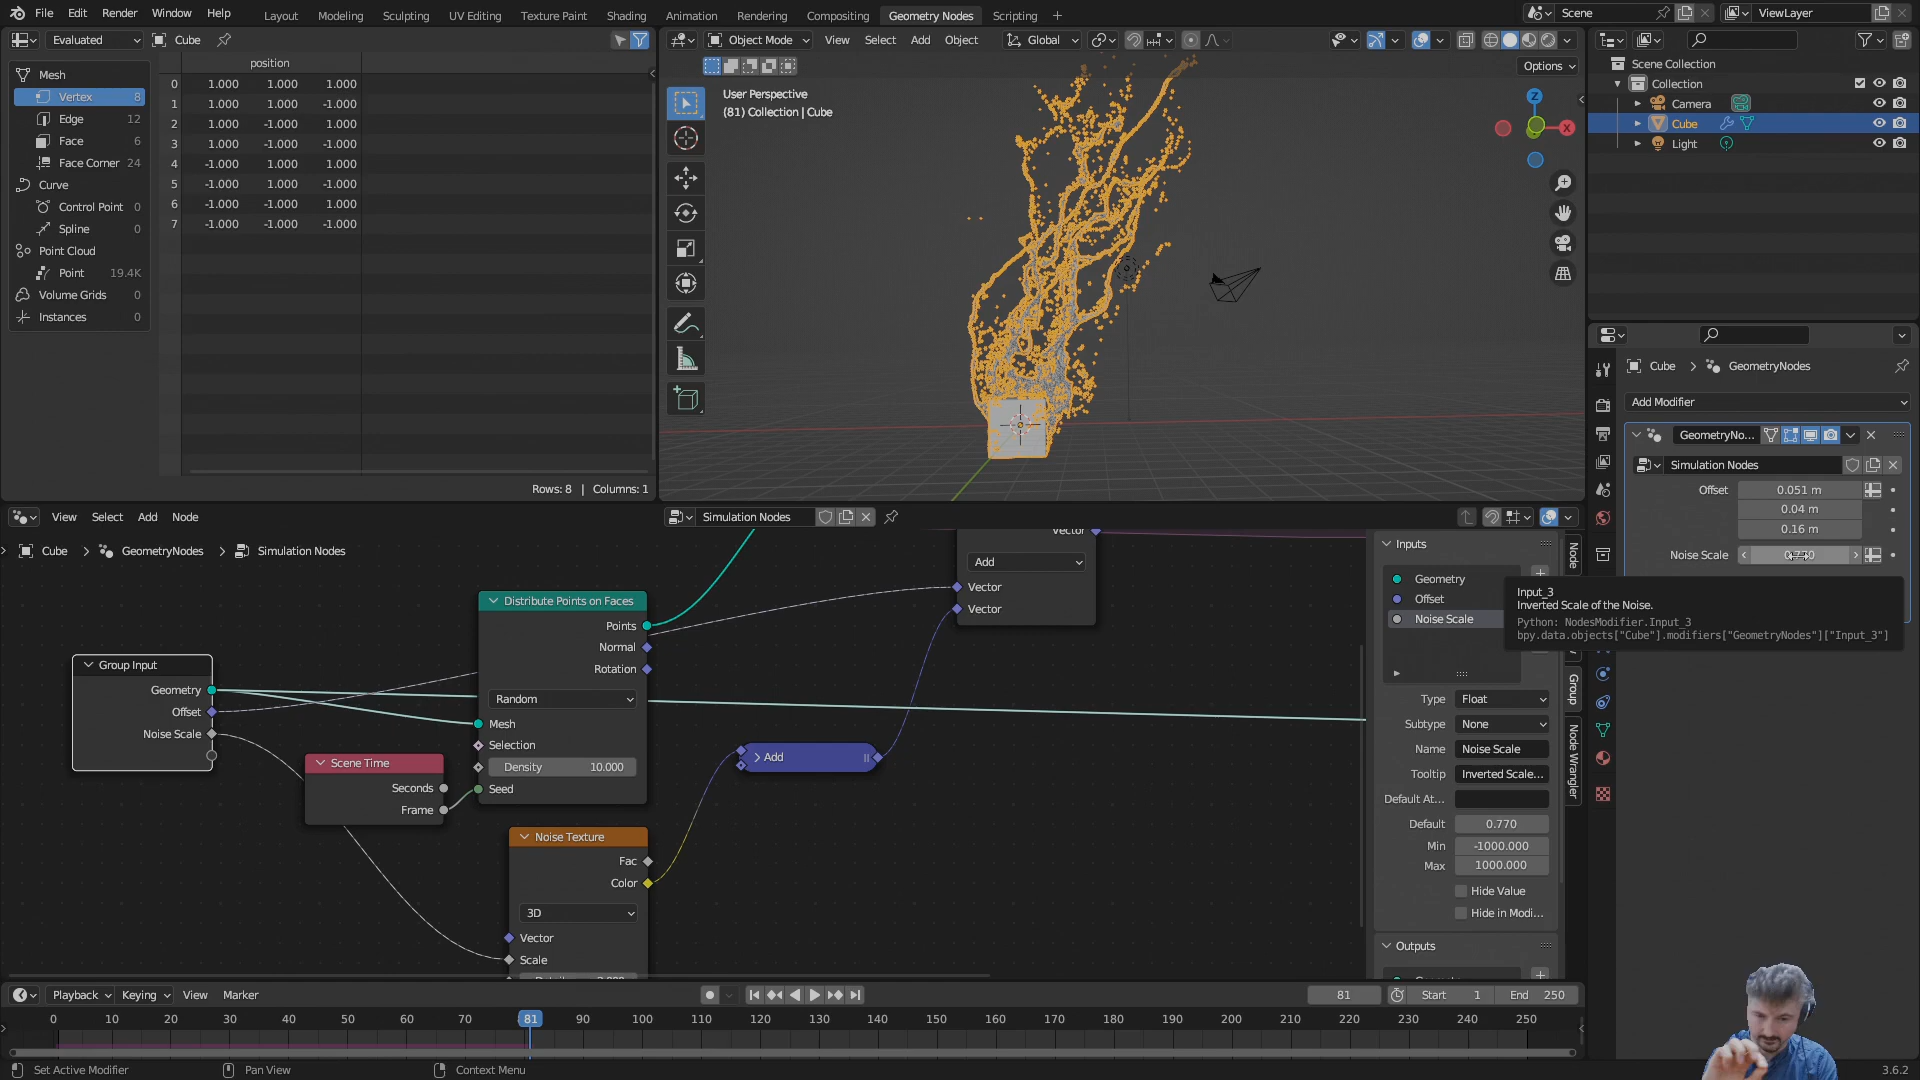 File Edit Render Window Help Layout Modeling Sculpting UV Editing Texture Paint Shading Animation Rendering Compositing Geometry Nodes Scripting + Scene ViewLayer
Evaluated Cube
position
Mesh
Vertex 8
Edge 12
Face 6
Face Corner 24
Curve
Control Point 0
Spline 0
Point Cloud
Point 19.4K
Volume Grids 0
Instances 0
0 1.000 1.000 1.000
1 1.000 1.000 -1.000
2 1.000 -1.000 1.000
3 1.000 -1.000 -1.000
4 -1.000 1.000 1.000
5 -1.000 1.000 -1.000
6 -1.000 -1.000 1.000
7 -1.000 -1.000 -1.000
Rows: 8 | Columns: 1
Object Mode View Select Add Object Global
Options
User Perspective
(81) Collection | Cube
Z
X
Scene Collection
Collection
Camera
Cube
Light
Cube > GeometryNodes
Add Modifier
GeometryNo...
Simulation Nodes
Offset 0.051 m
0.04 m
0.16 m
Noise Scale
Input_3
Inverted Scale of the Noise.
Python: NodesModifier.Input_3
bpy.data.objects["Cube"].modifiers["GeometryNodes"]["Input_3"]
View Select Add Node Simulation Nodes
Cube > GeometryNodes > Simulation Nodes
Group Input
Geometry
Offset
Noise Scale
Scene Time
Seconds
Frame
Distribute Points on Faces
Points
Normal
Rotation
Random
Mesh
Selection
Density 10.000
Seed
Noise Texture
Fac
Color
3D
Vector
Scale
Add
Vector
Add
Vector
Vector
Inputs
Geometry
Offset
Noise Scale
Type Float
Subtype None
Name Noise Scale
Tooltip Inverted Scale...
Default At...
Default 0.770
Min -1000.000
Max 1000.000
Hide Value
Hide in Modi...
Outputs
Node
Group
Node Wrangler
Playback Keying View Marker 81 Start 1 End 250
0 10 20 30 40 50 60 70 81 90 100 110 120 130 140 150 160 170 180 190 200 210 220 230 240 250
Set Active Modifier Pan View Context Menu 3.6.2